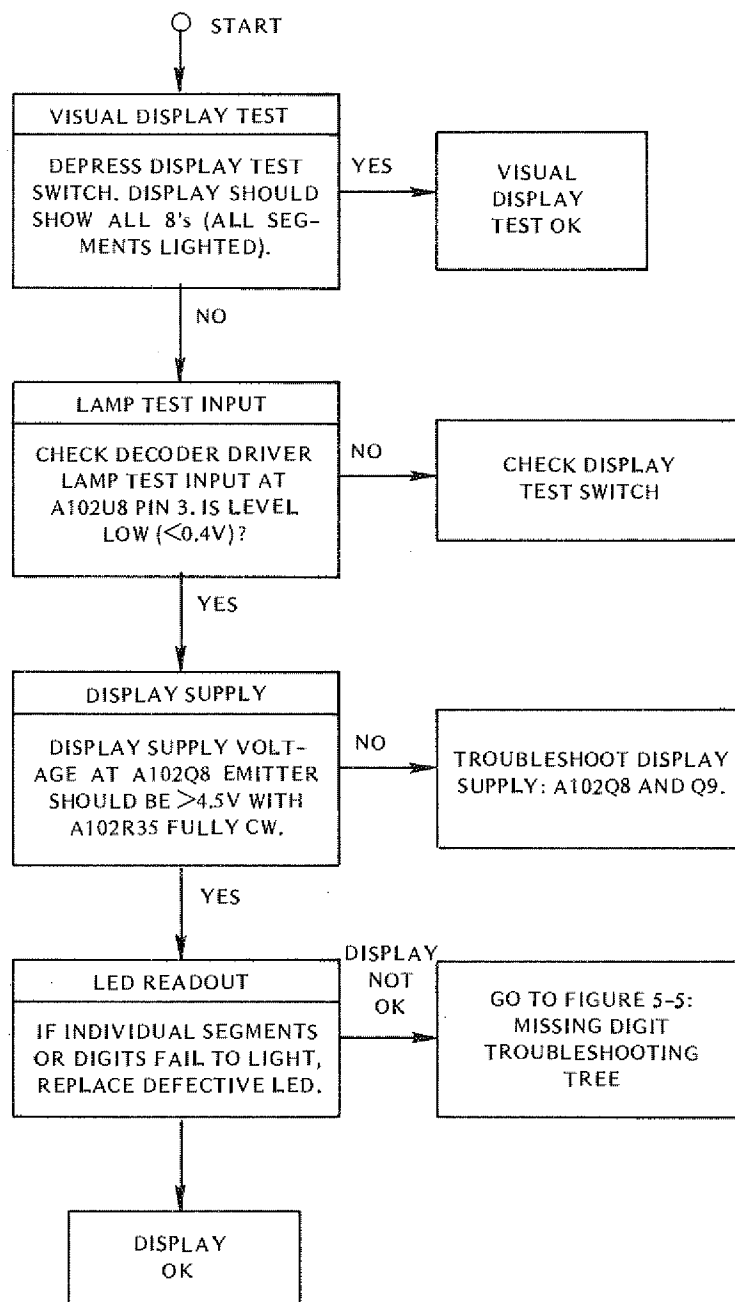 START
VISUAL DISPLAY TEST
DEPRESS DISPLAY TEST
SWITCH. DISPLAY SHOULD
SHOW ALL 8's (ALL SEG-
MENTS LIGHTED).
YES
VISUAL
DISPLAY
TEST OK
NO
LAMP TEST INPUT
CHECK DECODER DRIVER
LAMP TEST INPUT AT
A102U8 PIN 3. IS LEVEL
LOW (<0.4V)?
NO
CHECK DISPLAY
TEST SWITCH
YES
DISPLAY SUPPLY
DISPLAY SUPPLY VOLT-
AGE AT A102Q8 EMITTER
SHOULD BE >4.5V WITH
A102R35 FULLY CW.
NO
TROUBLESHOOT DISPLAY
SUPPLY: A102Q8 AND Q9.
YES
LED READOUT
IF INDIVIDUAL SEGMENTS
OR DIGITS FAIL TO LIGHT,
REPLACE DEFECTIVE LED.
DISPLAY
NOT
OK
GO TO FIGURE 5-5:
MISSING DIGIT
TROUBLESHOOTING
TREE
DISPLAY
OK